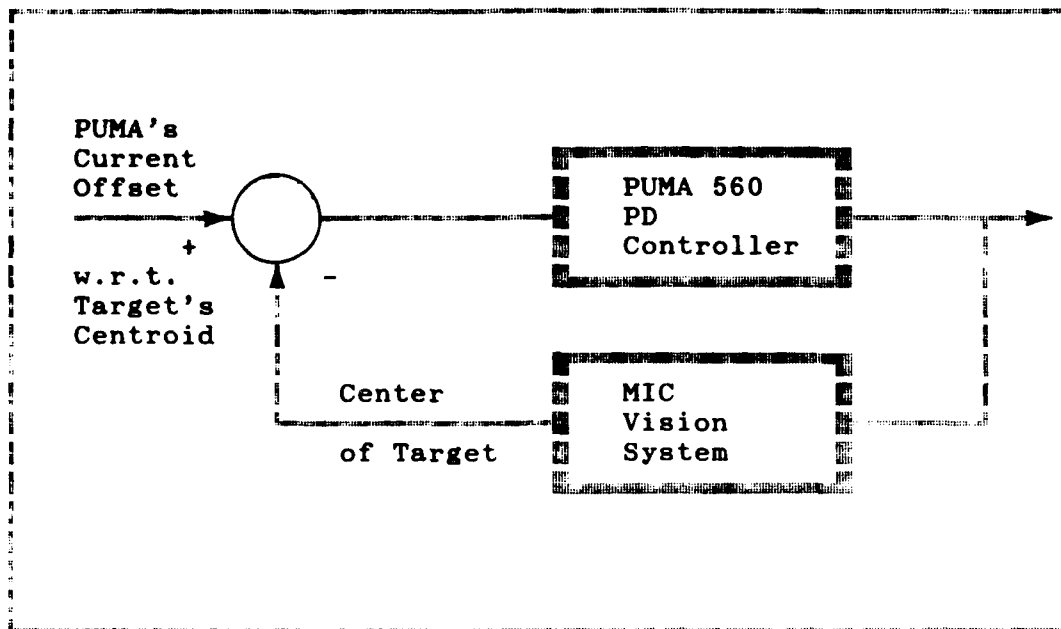 PUMA's
Current
Offset
+
w.r.t.
Target's
Centroid
-
PUMA 560
PD
Controller
Center
of Target
MIC
Vision
System